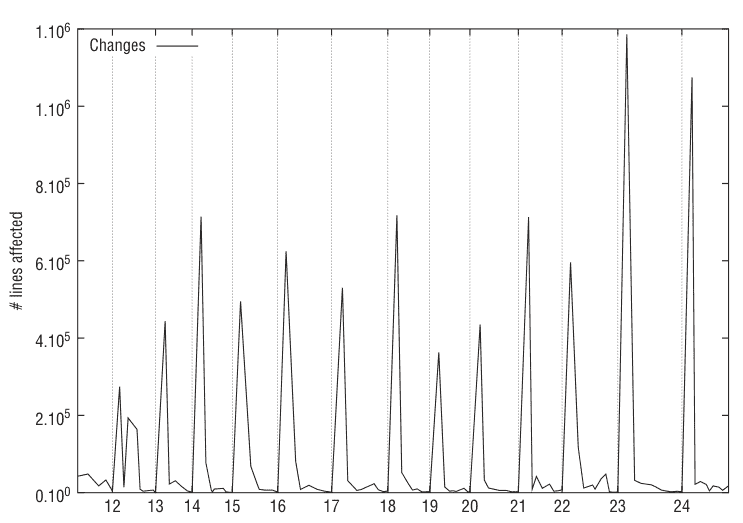 1.10⁶
Changes
1.10⁶
8.10⁵
6.10⁵
# lines affected
4.10⁵
2.10⁵
0.10⁰
12 13 14 15 16 17 18 19 20 21 22 23 24